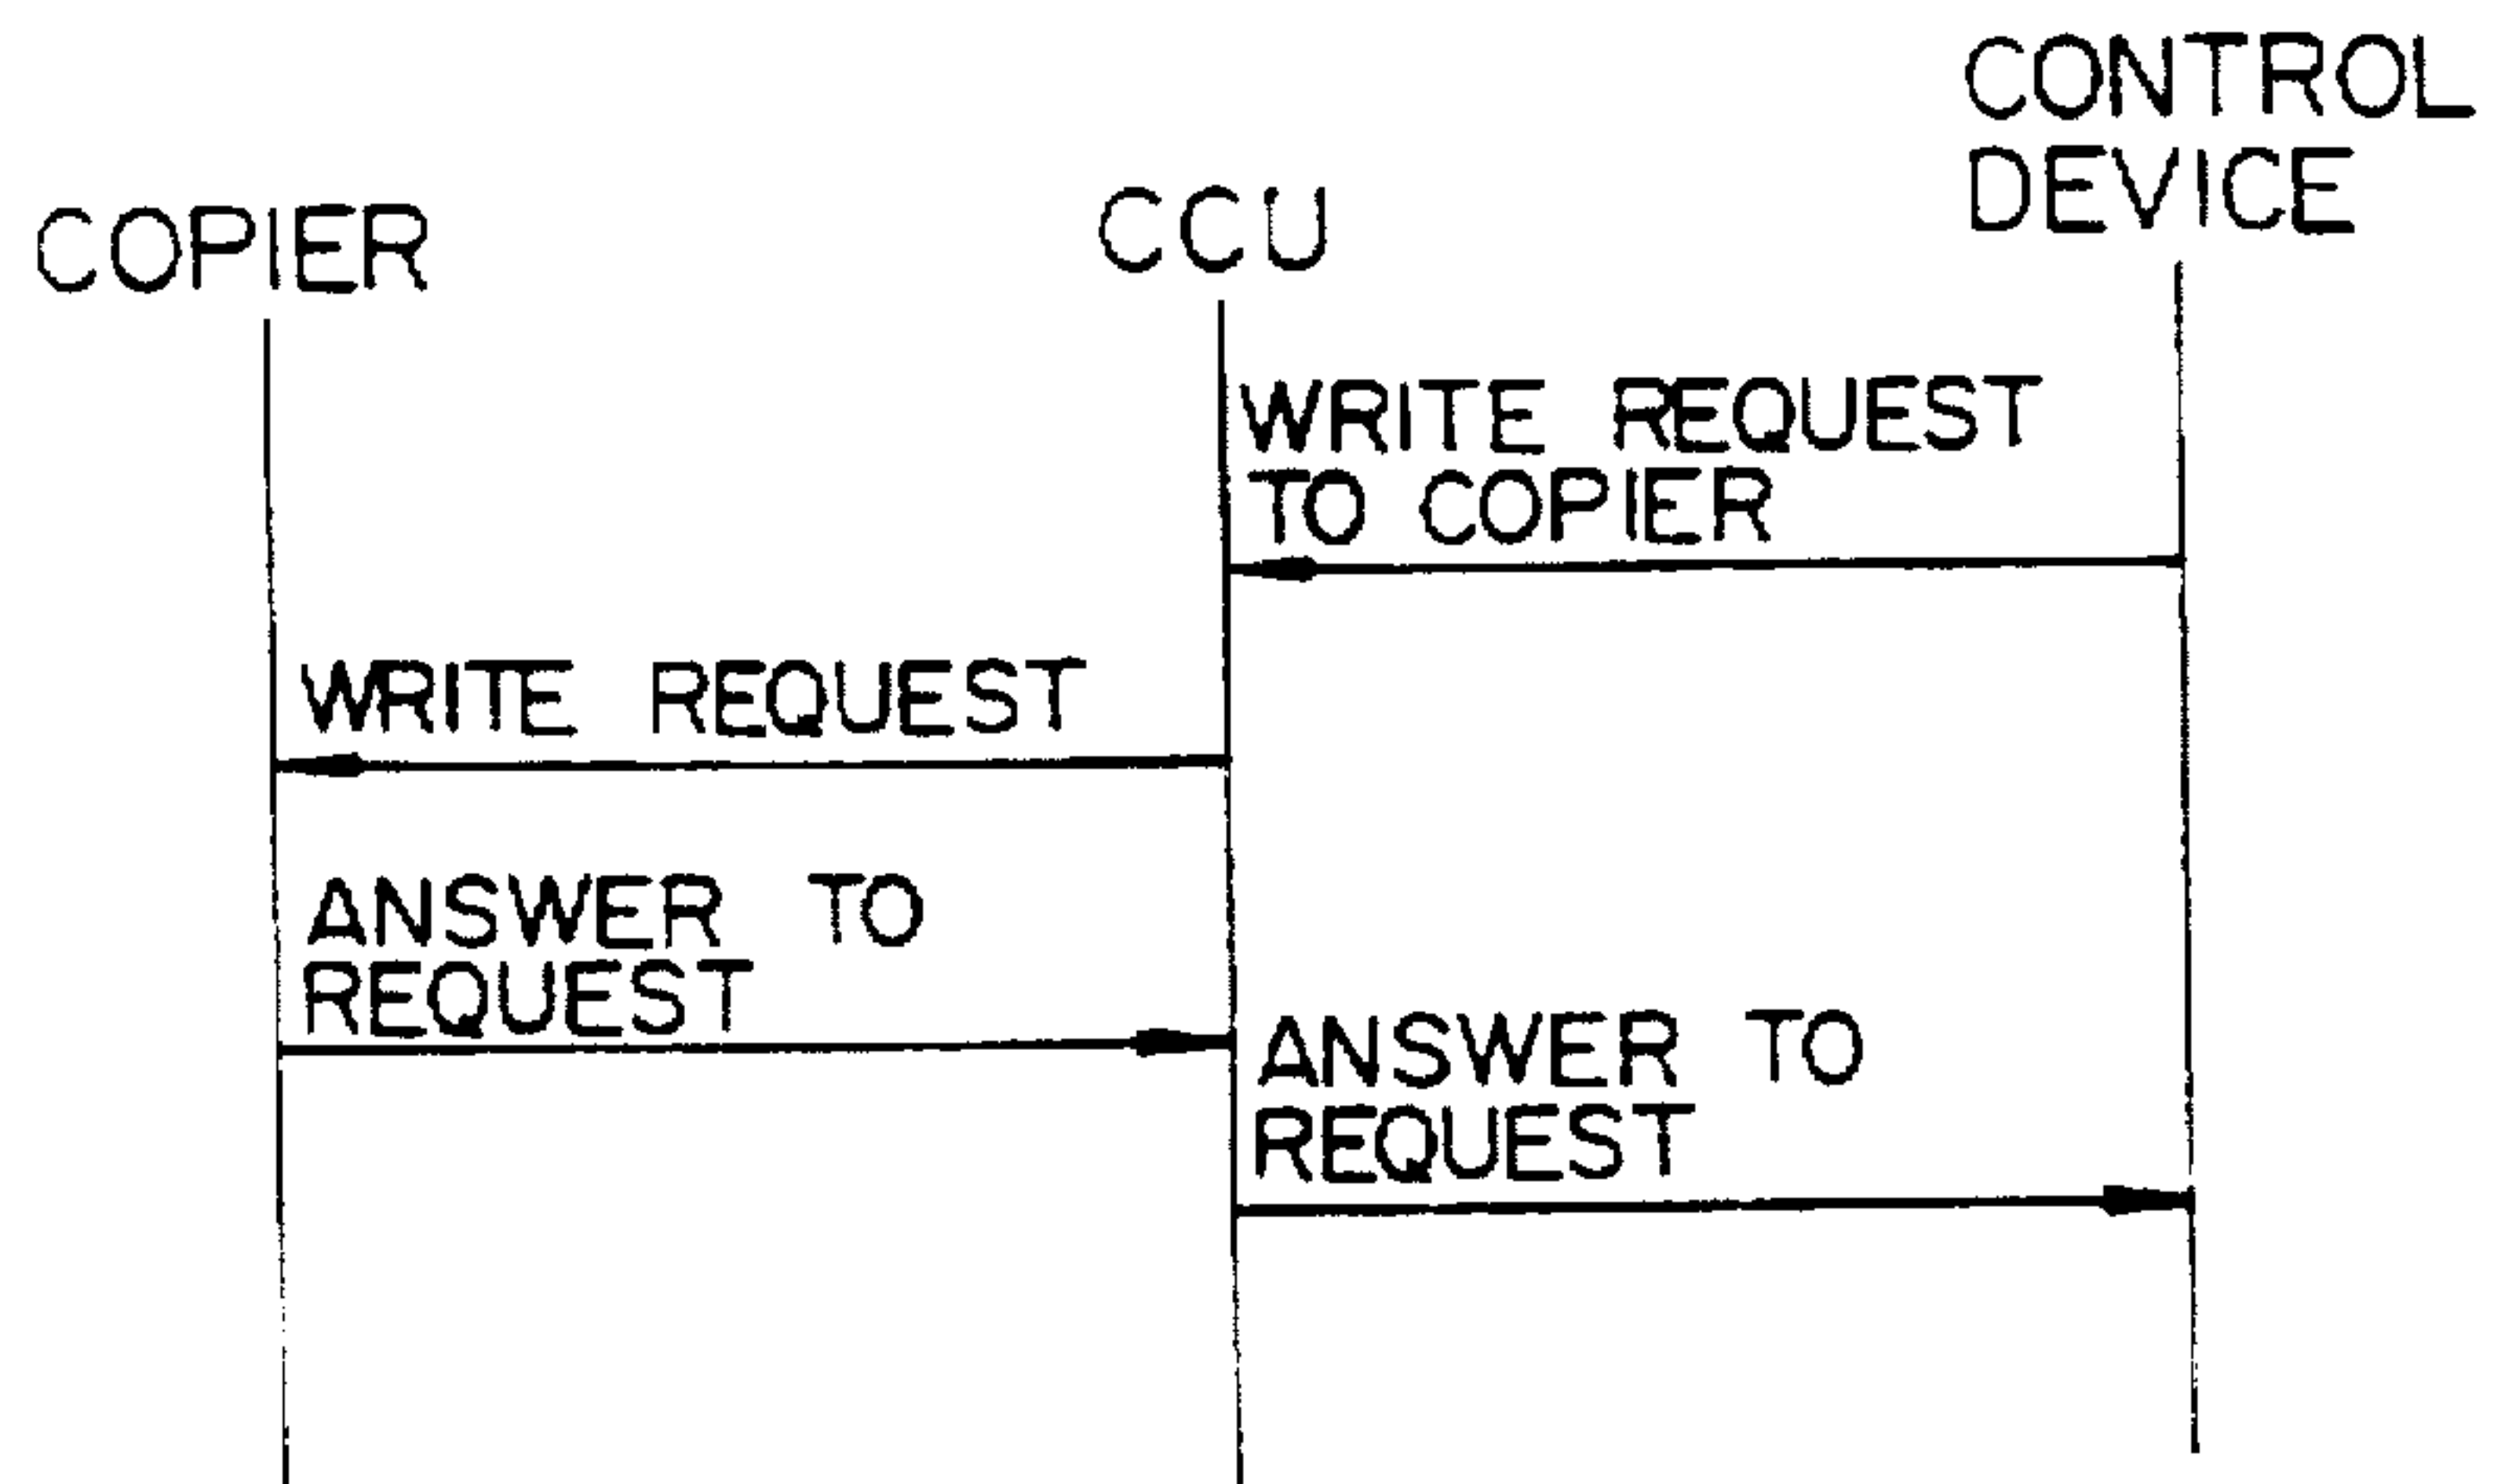 COPIER
CCU
CONTROL
DEVICE
WRITE REQUEST
TO COPIER
WRITE REQUEST
ANSWER TO
REQUEST
ANSWER TO
REQUEST